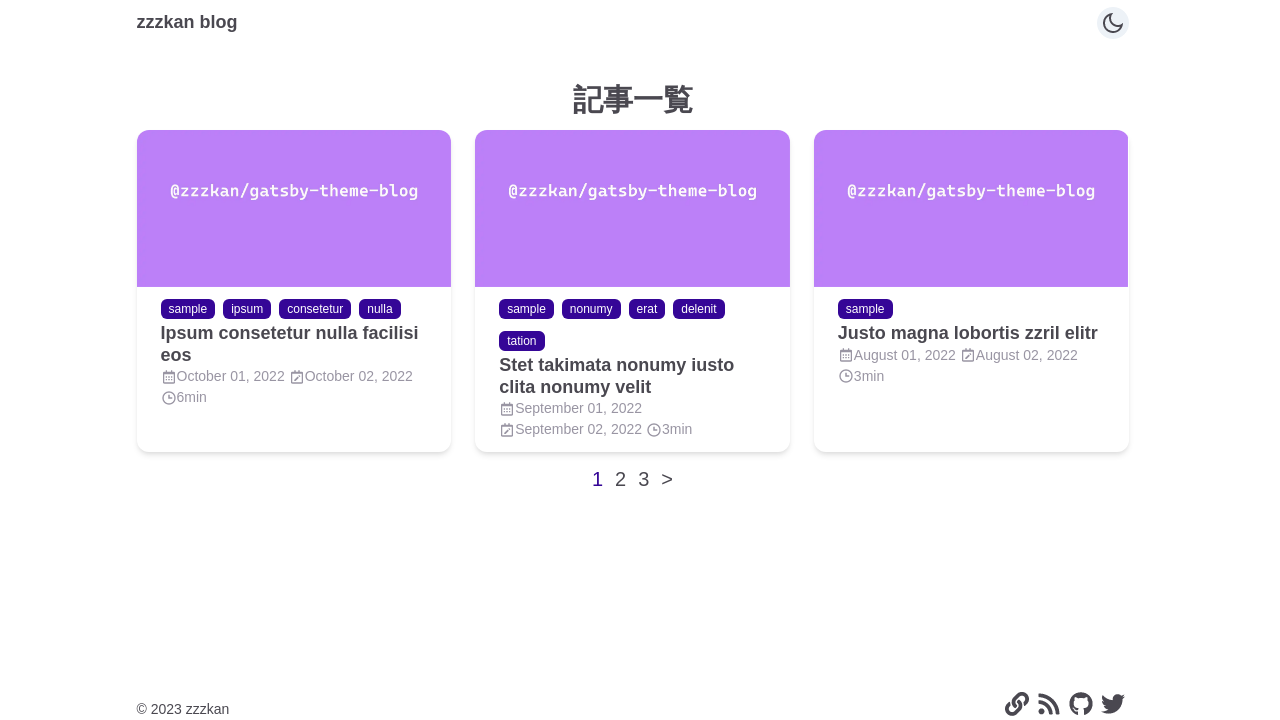 zzzkan blog
記事一覧
@zzzkan/gatsby-theme-blog
sample ipsum consetetur nulla
Ipsum consetetur nulla facilisi
eos
October 01, 2022 October 02, 2022
6min
@zzzkan/gatsby-theme-blog
sample nonumy erat delenit
tation
Stet takimata nonumy iusto
clita nonumy velit
September 01, 2022
September 02, 2022 3min
@zzzkan/gatsby-theme-blog
sample
Justo magna lobortis zzril elitr
August 01, 2022 August 02, 2022
3min
1 2 3 >
© 2023 zzzkan